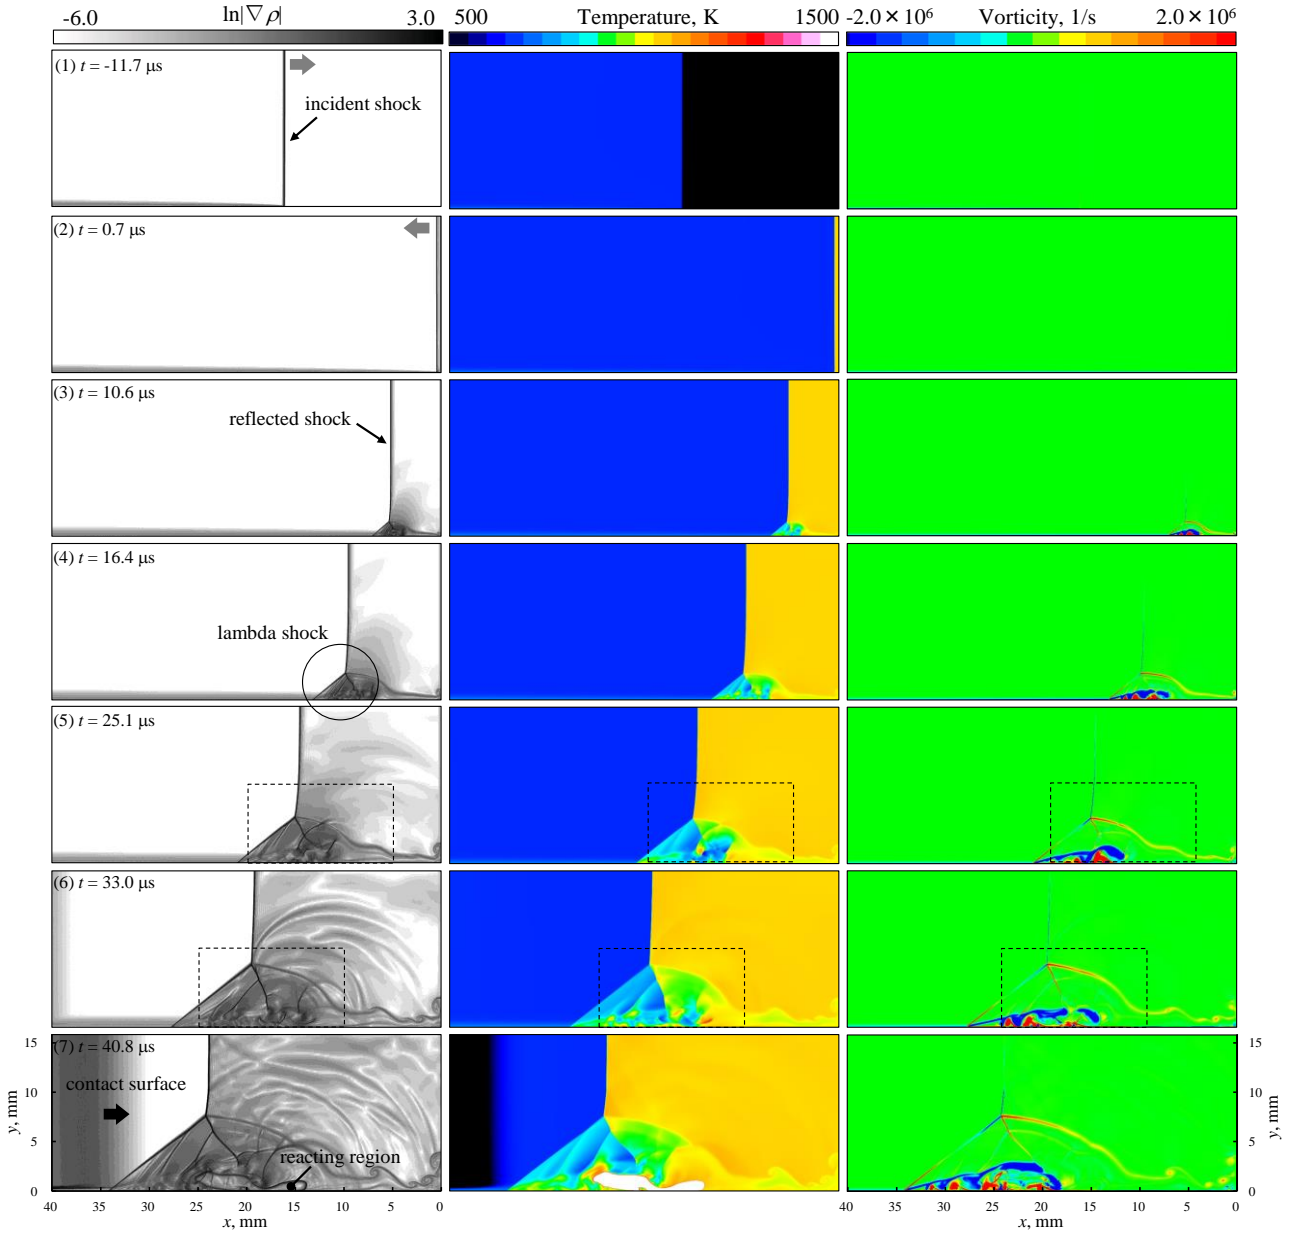 -6.0 ln|∇ρ| 3.0
500 Temperature, K 1500
-2.0 × 10⁶ Vorticity, 1/s 2.0 × 10⁶
(1) t = -11.7 μs
incident shock
(2) t = 0.7 μs
(3) t = 10.6 μs
reflected shock
(4) t = 16.4 μs
lambda shock
(5) t = 25.1 μs
(6) t = 33.0 μs
(7) t = 40.8 μs
contact surface
reacting region
15
10
5
0
y, mm
40 35 30 25 20 15 10 5 0
x, mm
15
10
5
0
y, mm
40 35 30 25 20 15 10 5 0
x, mm